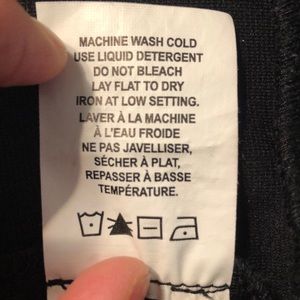 MACHINE WASH COLD
USE LIQUID DETERGENT
DO NOT BLEACH
LAY FLAT TO DRY
IRON AT LOW SETTING.
LAVER À LA MACHINE
À L'EAU FROIDE
NE PAS JAVELLISER,
SÉCHER À PLAT,
REPASSER À BASSE
TEMPÉRATURE.